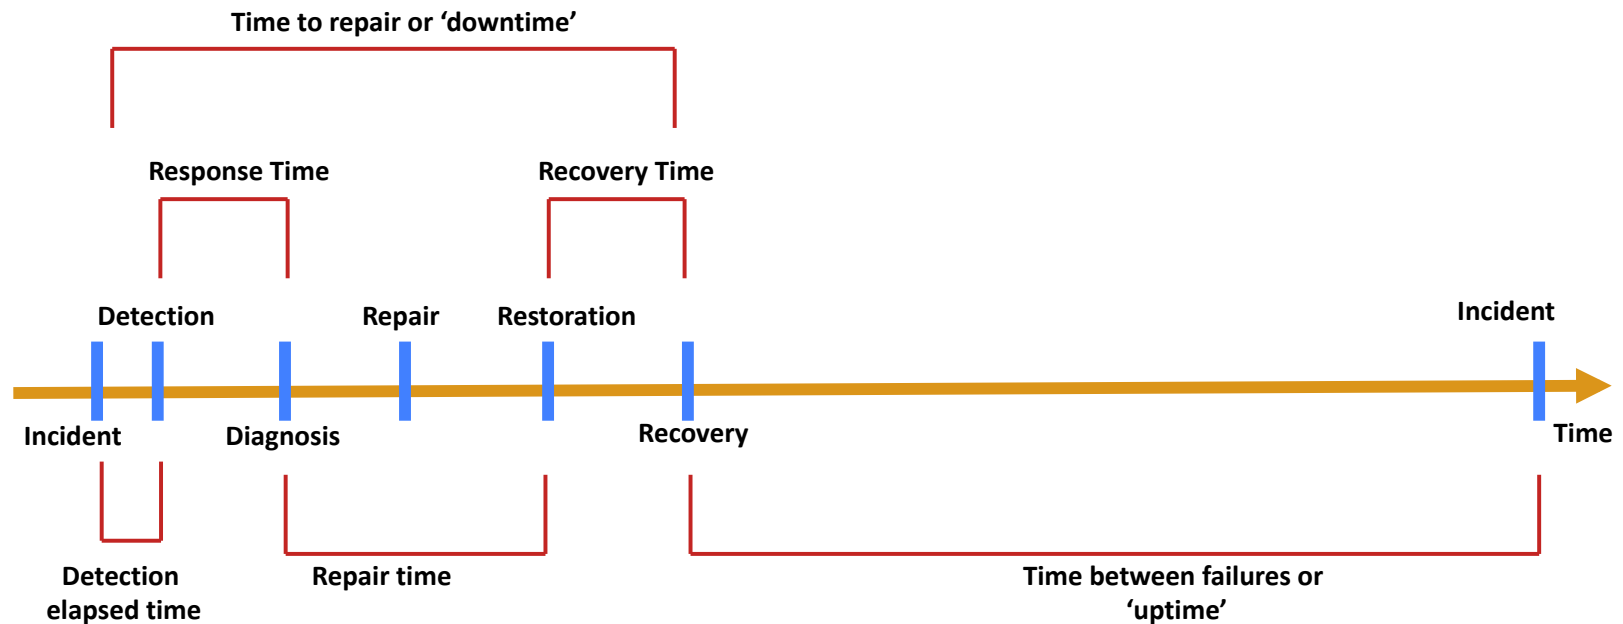 Time to repair or ‘downtime’
Response Time
Recovery Time
Detection
Repair
Restoration
Incident
Incident
Diagnosis
Recovery
Time
Detection
elapsed time
Repair time
Time between failures or
‘uptime’